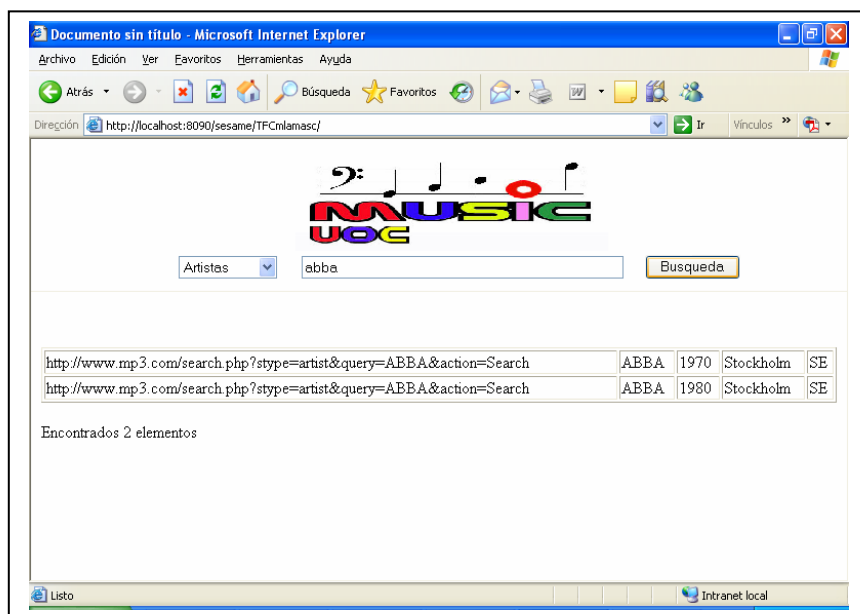 Documento sin título - Microsoft Internet Explorer
Archivo Edición Ver Favoritos Herramientas Ayuda
Atrás Búsqueda Favoritos
Dirección http://localhost:8090/sesame/TFCmlamasc/ Ir Vínculos »
MUSIC
UOC
Artistas abba Busqueda
http://www.mp3.com/search.php?stype=artist&query=ABBA&action=Search ABBA 1970 Stockholm SE
http://www.mp3.com/search.php?stype=artist&query=ABBA&action=Search ABBA 1980 Stockholm SE
Encontrados 2 elementos
Listo Intranet local